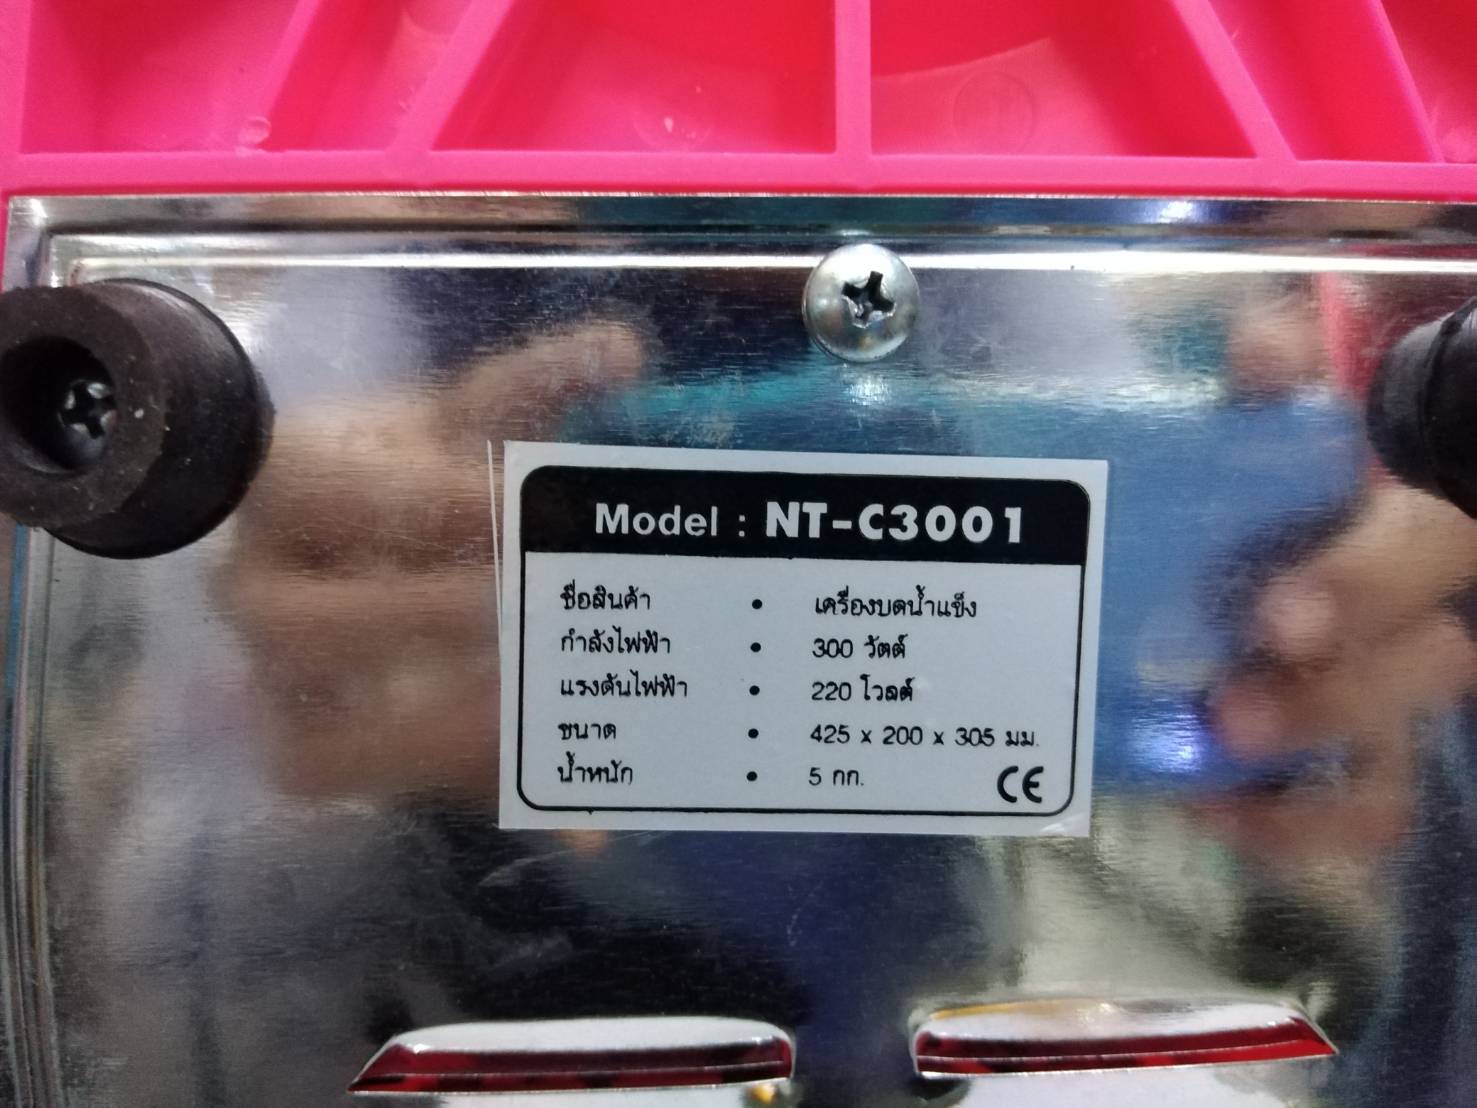 Model : NT-C3001
ชื่อสินค้า • เครื่องบดน้ำแข็ง
กำลังไฟฟ้า • 300 วัตต์
แรงดันไฟฟ้า • 220 โวลต์
ขนาด • 425 x 200 x 305 มม.
น้ำหนัก • 5 กก.
CE